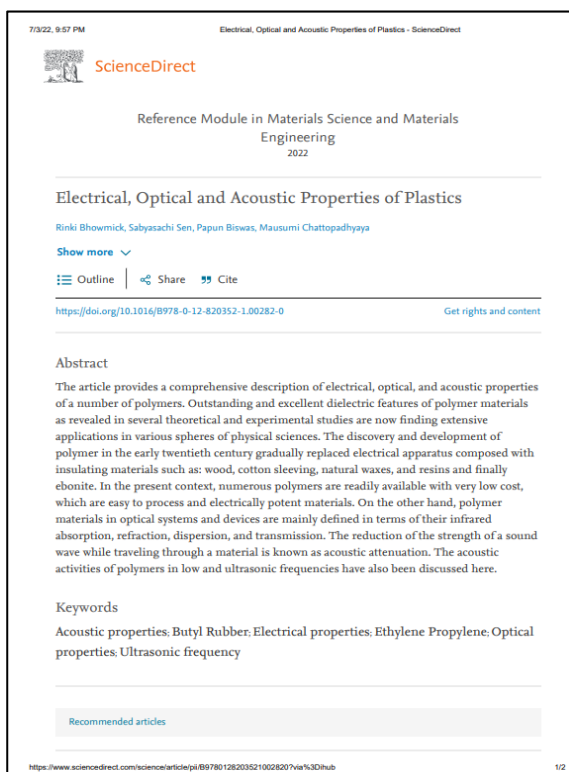 7/3/22, 9:57 PM
Electrical, Optical and Acoustic Properties of Plastics - ScienceDirect
ScienceDirect
Reference Module in Materials Science and Materials
Engineering
2022
Electrical, Optical and Acoustic Properties of Plastics
Rinki Bhowmick, Sabyasachi Sen, Papun Biswas, Mausumi Chattopadhyaya
Show more
Outline
Share
Cite
https://doi.org/10.1016/B978-0-12-820352-1.00282-0
Get rights and content
Abstract
The article provides a comprehensive description of electrical, optical, and acoustic properties
of a number of polymers. Outstanding and excellent dielectric features of polymer materials
as revealed in several theoretical and experimental studies are now finding extensive
applications in various spheres of physical sciences. The discovery and development of
polymer in the early twentieth century gradually replaced electrical apparatus composed with
insulating materials such as: wood, cotton sleeving, natural waxes, and resins and finally
ebonite. In the present context, numerous polymers are readily available with very low cost,
which are easy to process and electrically potent materials. On the other hand, polymer
materials in optical systems and devices are mainly defined in terms of their infrared
absorption, refraction, dispersion, and transmission. The reduction of the strength of a sound
wave while traveling through a material is known as acoustic attenuation. The acoustic
activities of polymers in low and ultrasonic frequencies have also been discussed here.
Keywords
Acoustic properties; Butyl Rubber; Electrical properties; Ethylene Propylene; Optical
properties; Ultrasonic frequency
Recommended articles
https://www.sciencedirect.com/science/article/pii/B9780128203521002820?via%3Dihub
1/2